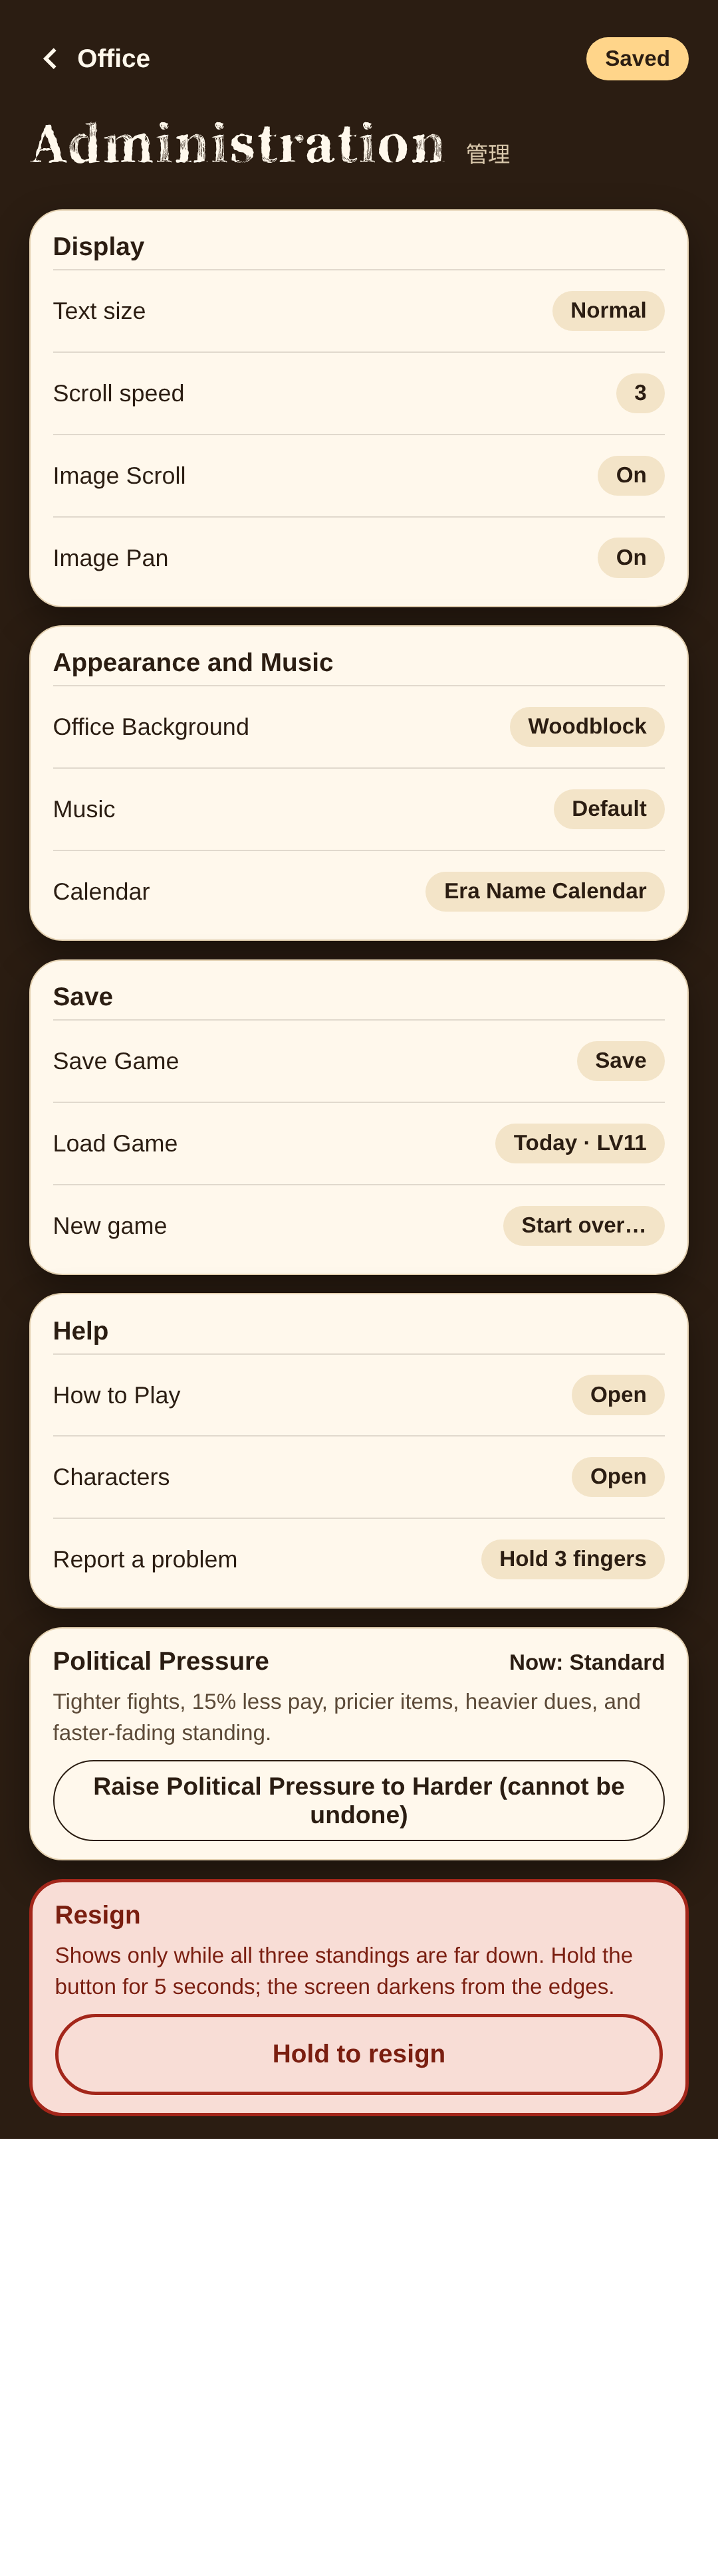 Office
Saved
Administration 管理
Display
Text size Normal
Scroll speed 3
Image Scroll On
Image Pan On
Appearance and Music
Office Background Woodblock
Music Default
Calendar Era Name Calendar
Save
Save Game Save
Load Game Today · LV11
New game Start over…
Help
How to Play Open
Characters Open
Report a problem Hold 3 fingers
Political Pressure Now: Standard
Tighter fights, 15% less pay, pricier items, heavier dues, and
faster-fading standing.
Raise Political Pressure to Harder (cannot be
undone)
Resign
Shows only while all three standings are far down. Hold the
button for 5 seconds; the screen darkens from the edges.
Hold to resign